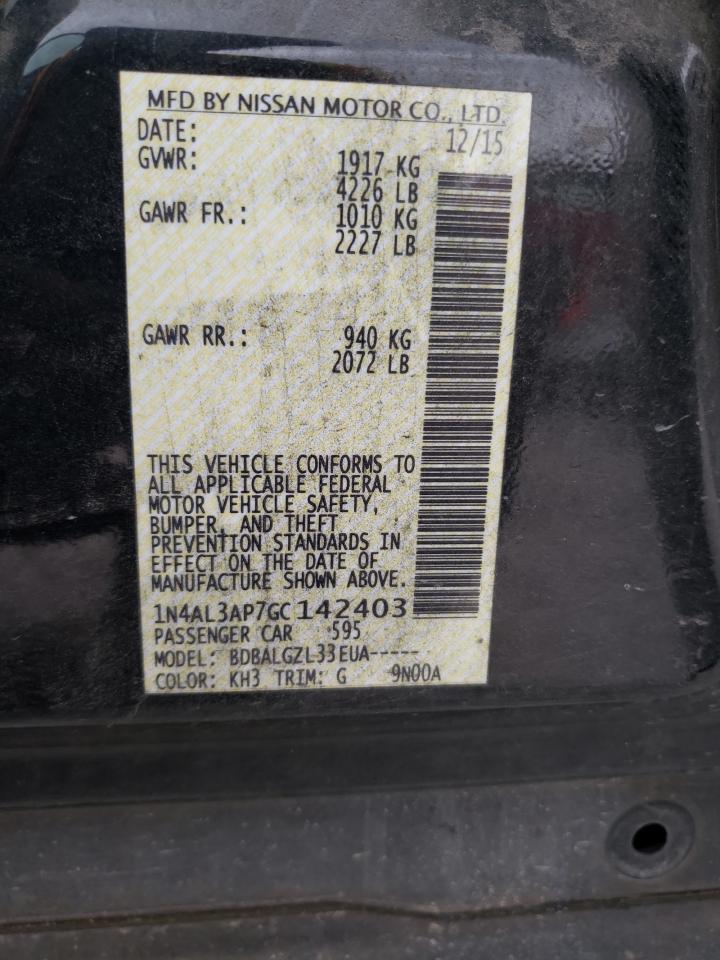 MFD BY NISSAN MOTOR CO., LTD.
DATE: 12/15
GVWR: 1917 KG
4226 LB
GAWR FR.: 1010 KG
2227 LB
GAWR RR.: 940 KG
2072 LB
THIS VEHICLE CONFORMS TO
ALL APPLICABLE FEDERAL
MOTOR VEHICLE SAFETY,
BUMPER, AND THEFT
PREVENTION STANDARDS IN
EFFECT ON THE DATE OF
MANUFACTURE SHOWN ABOVE.
1N4AL3AP7GC142403
PASSENGER CAR 595
MODEL: BDBALGZL33EUA-----
COLOR: KH3 TRIM: G 9N00A